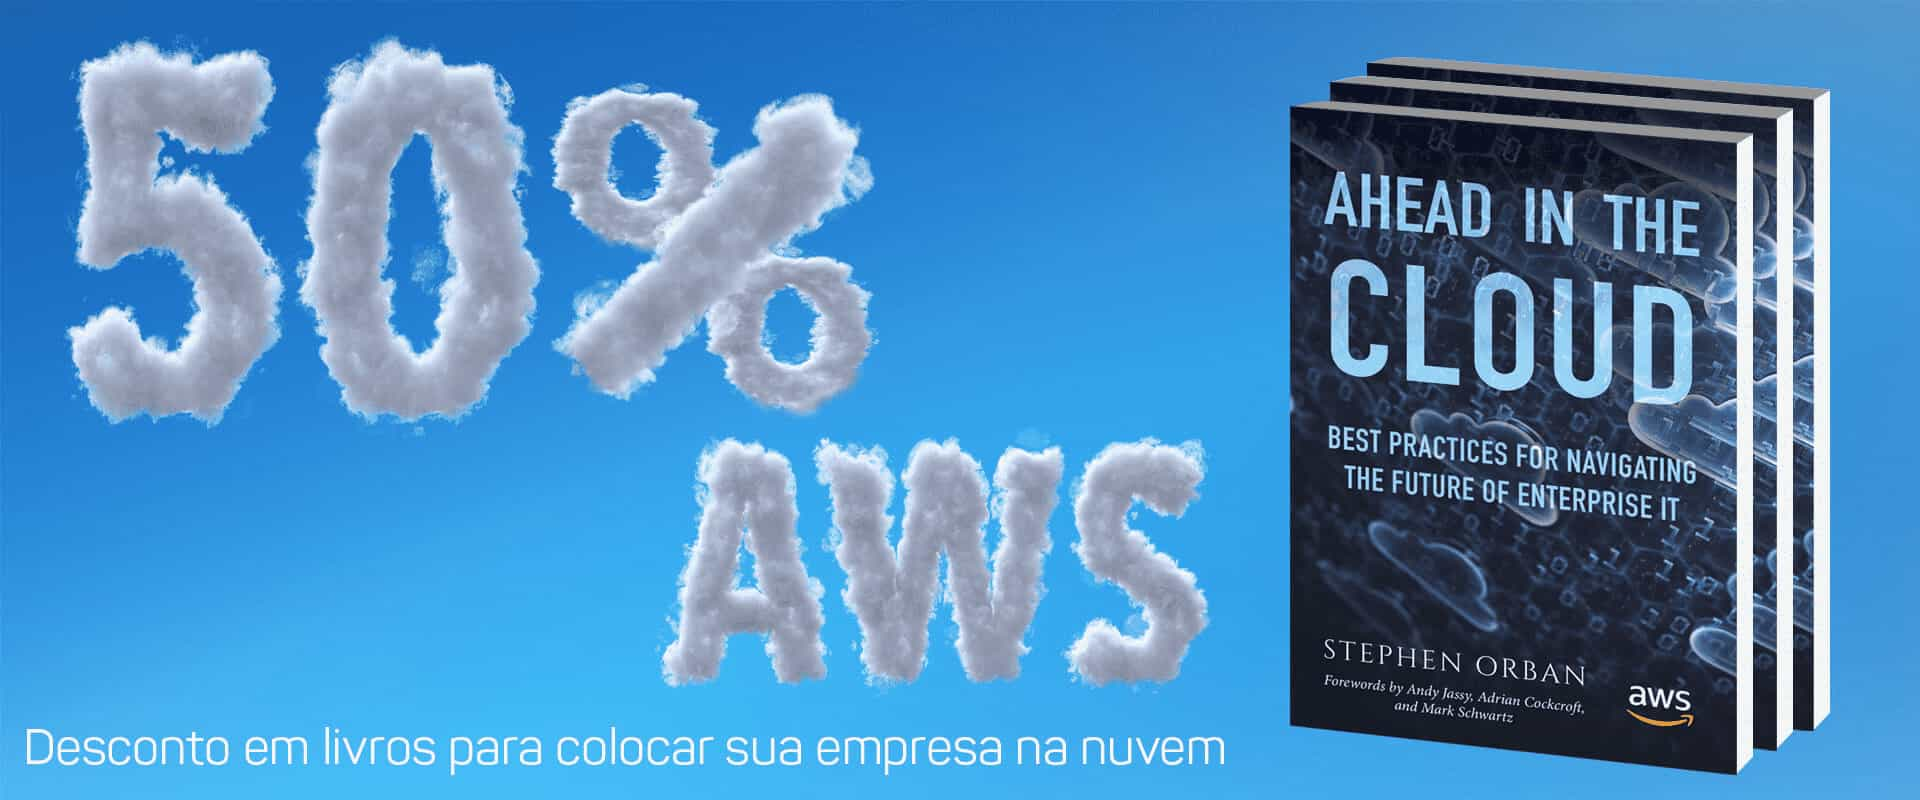 50%
AWS
Desconto em livros para colocar sua empresa na nuvem
AHEAD IN THE
CLOUD
BEST PRACTICES FOR NAVIGATING
THE FUTURE OF ENTERPRISE IT
STEPHEN ORBAN
Forewords by Andy Jassy, Adrian Cockcroft,
and Mark Schwartz
aws